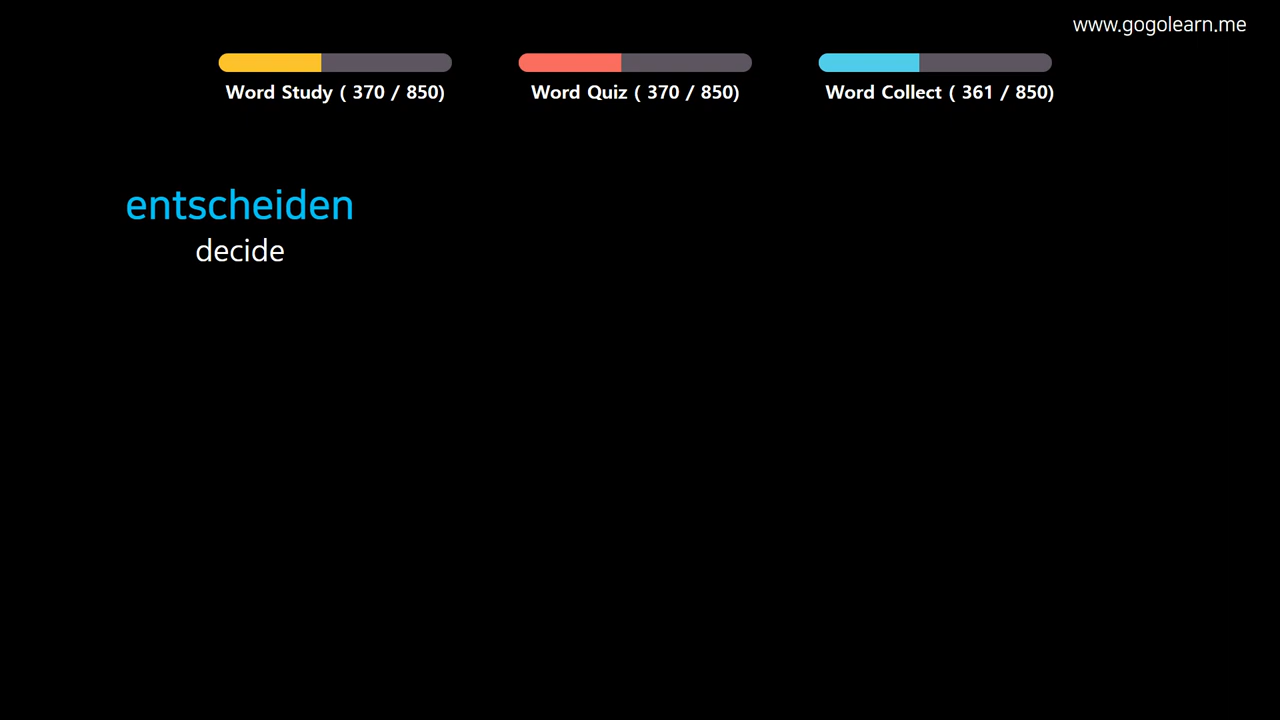 www.gogolearn.me
Word Study ( 370 / 850)
Word Quiz ( 370 / 850)
Word Collect ( 361 / 850)
entscheiden
decide